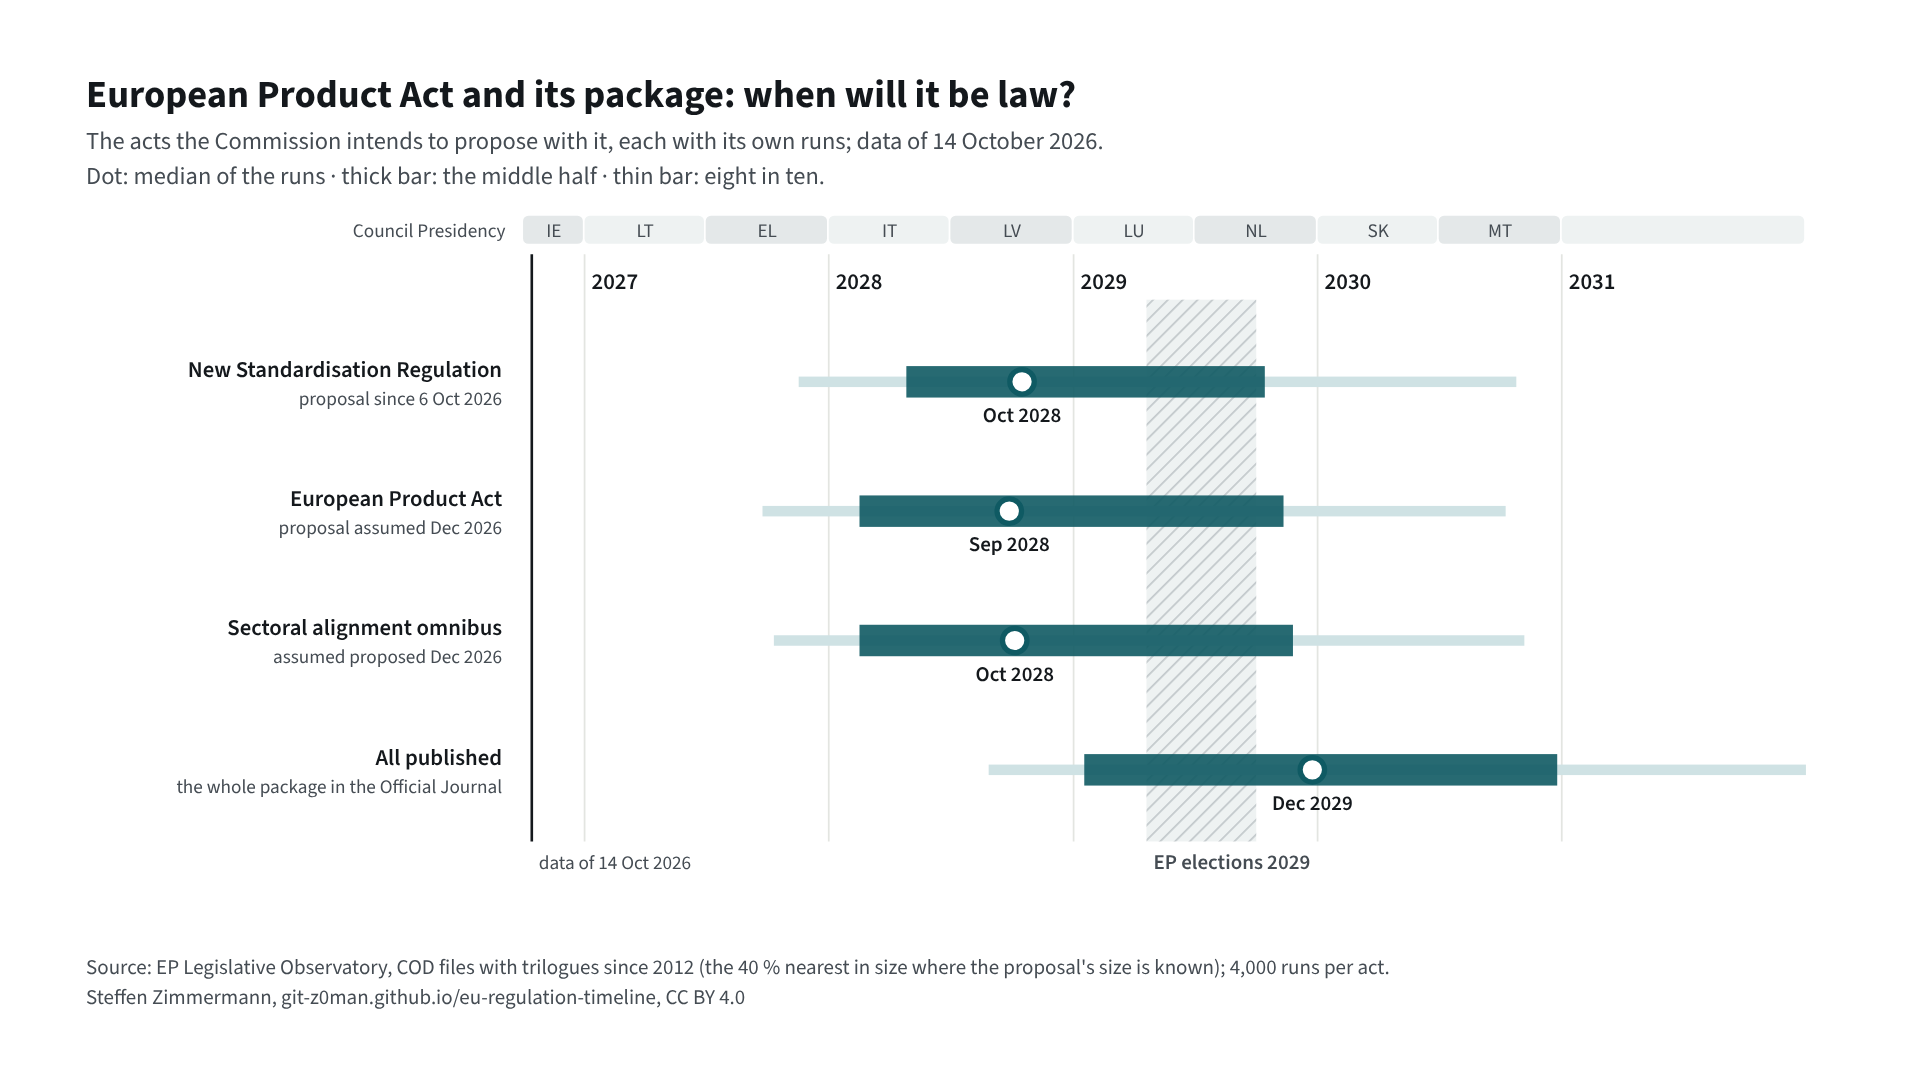 European Product Act and its package: when will it be law?
The acts the Commission intends to propose with it, each with its own runs; data of 14 October 2026.
Dot: median of the runs · thick bar: the middle half · thin bar: eight in ten.
Council Presidency IE LT EL IT LV LU NL SK MT
2027 2028 2029 2030 2031
New Standardisation Regulation
proposal since 6 Oct 2026
Oct 2028
European Product Act
proposal assumed Dec 2026
Sep 2028
Sectoral alignment omnibus
assumed proposed Dec 2026
Oct 2028
All published
the whole package in the Official Journal
Dec 2029
data of 14 Oct 2026 EP elections 2029
Source: EP Legislative Observatory, COD files with trilogues since 2012 (the 40 % nearest in size where the proposal's size is known); 4,000 runs per act.
Steffen Zimmermann, git-z0man.github.io/eu-regulation-timeline, CC BY 4.0